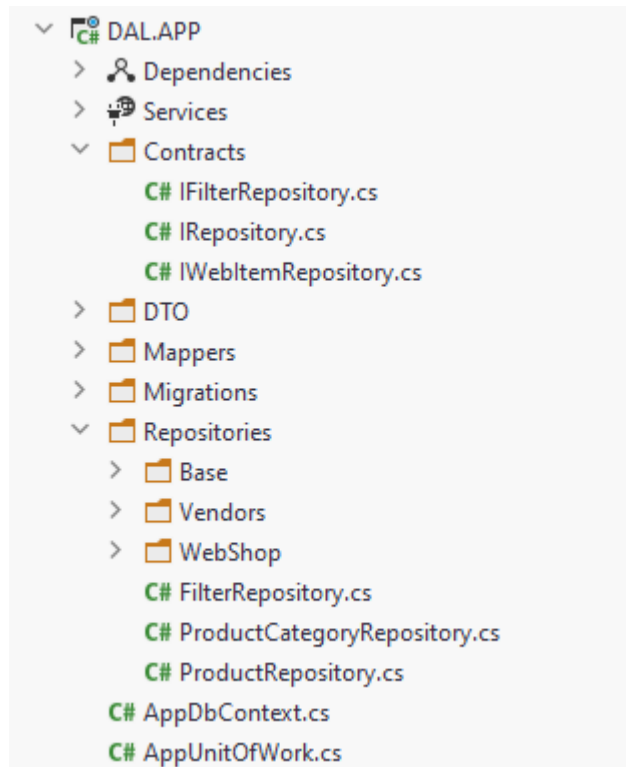 C# DAL.APP
Dependencies
Services
Contracts
C# IFilterRepository.cs
C# IRepository.cs
C# IWebItemRepository.cs
DTO
Mappers
Migrations
Repositories
Base
Vendors
WebShop
C# FilterRepository.cs
C# ProductCategoryRepository.cs
C# ProductRepository.cs
C# AppDbContext.cs
C# AppUnitOfWork.cs